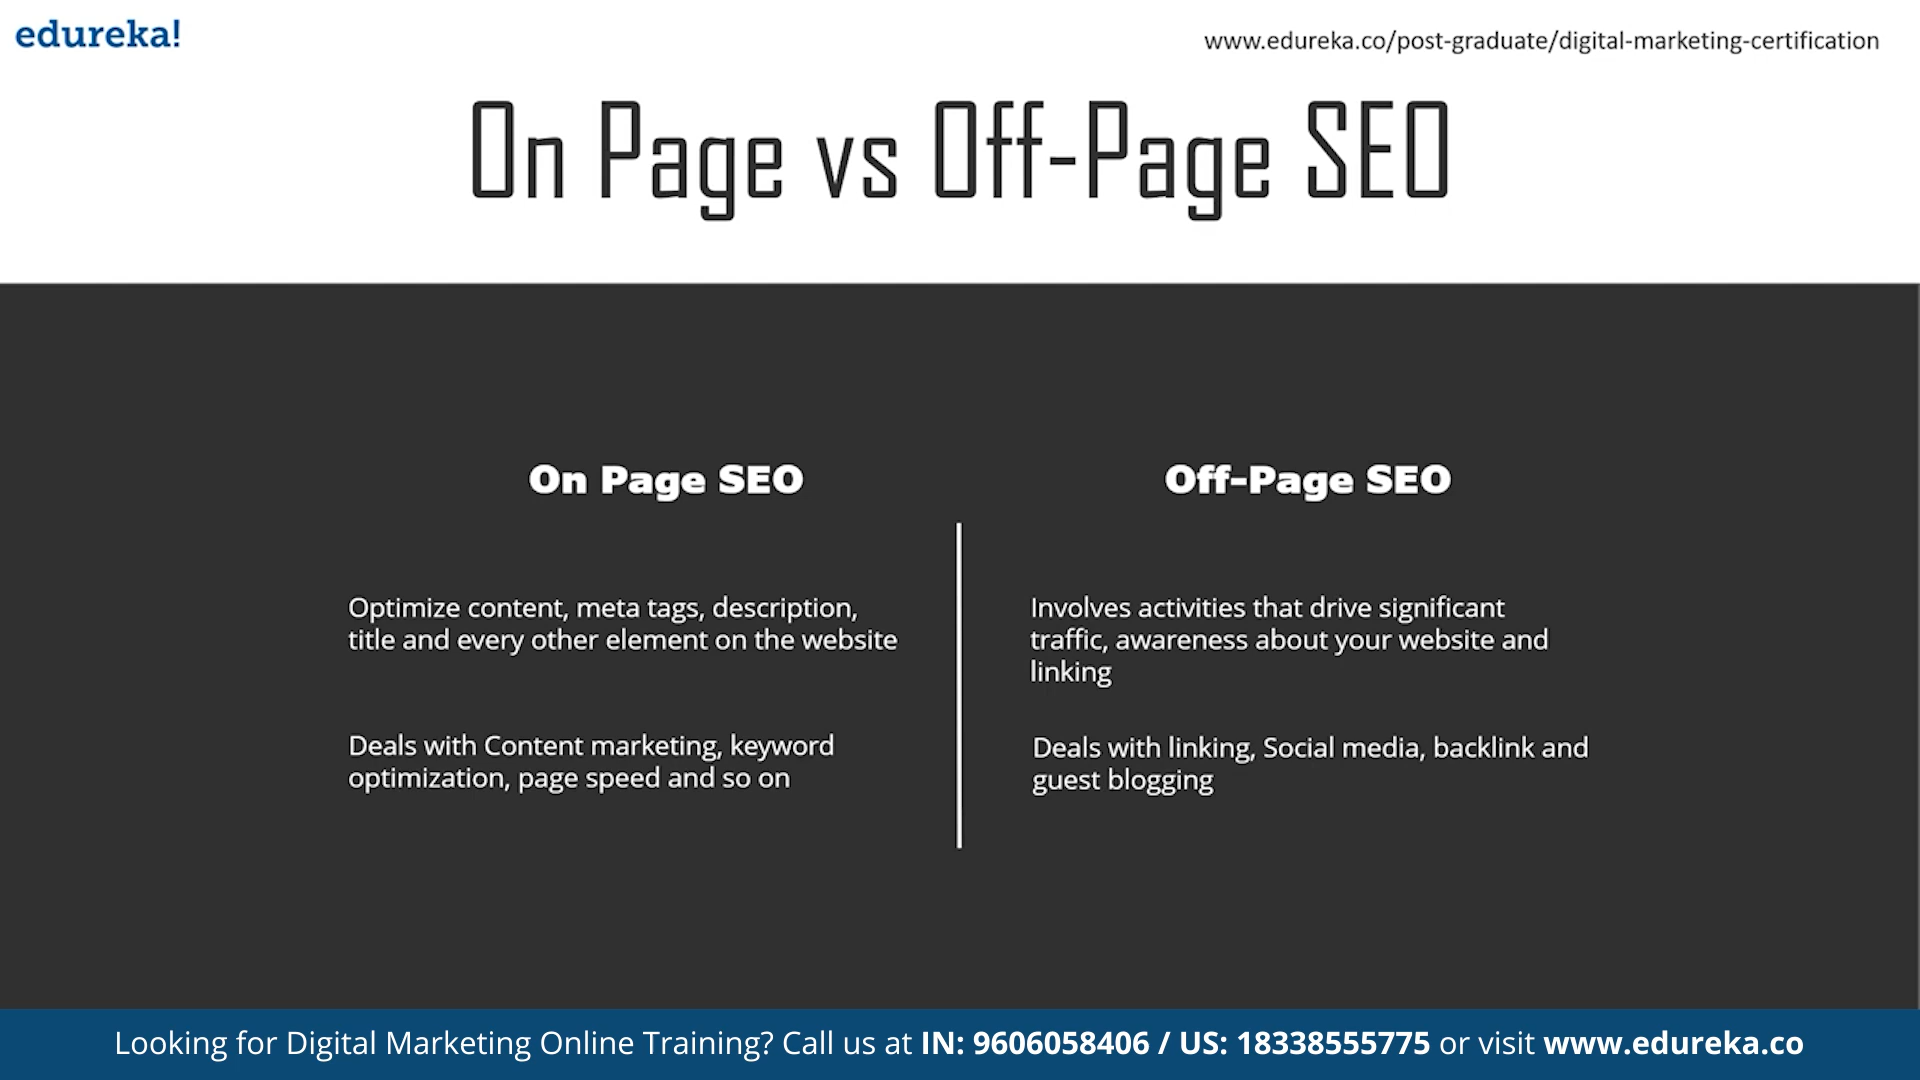 edureka!
www.edureka.co/post-graduate/digital-marketing-certification
On Page vs Off-Page SEO
On Page SEO
Optimize content, meta tags, description,
title and every other element on the website
Deals with Content marketing, keyword
optimization, page speed and so on
Off-Page SEO
Involves activities that drive significant
traffic, awareness about your website and
linking
Deals with linking, Social media, backlink and
guest blogging
Looking for Digital Marketing Online Training? Call us at IN: 9606058406 / US: 18338555775 or visit www.edureka.co